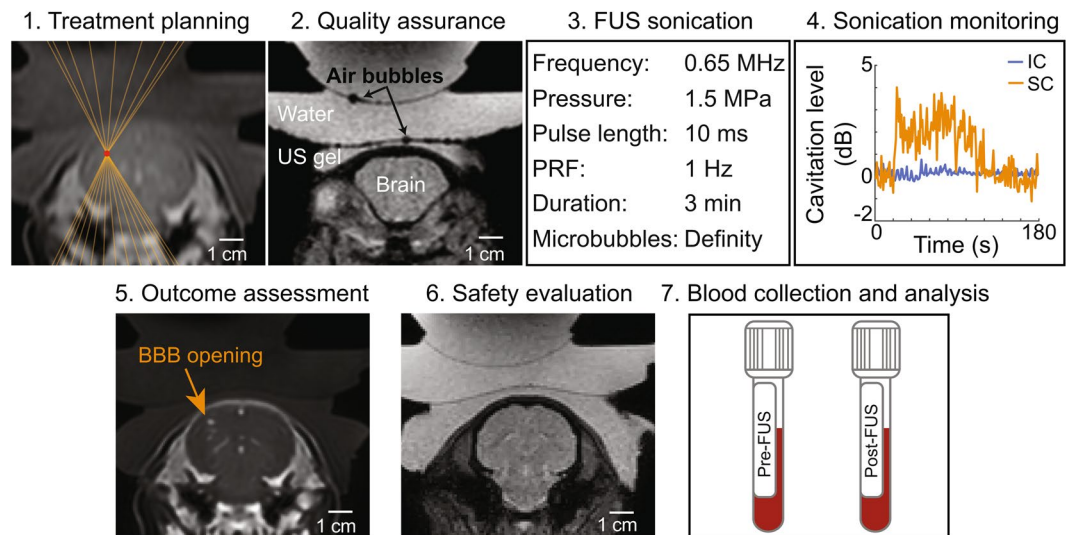 1. Treatment planning
2. Quality assurance
3. FUS sonication
4. Sonication monitoring
1 cm
Air bubbles
Water
US gel
Brain
1 cm
Frequency: 0.65 MHz
Pressure: 1.5 MPa
Pulse length: 10 ms
PRF: 1 Hz
Duration: 3 min
Microbubbles: Definity
IC
SC
Cavitation level
(dB)
5
0
-2
0
180
Time (s)
5. Outcome assessment
6. Safety evaluation
7. Blood collection and analysis
BBB opening
1 cm
1 cm
Pre-FUS
Post-FUS